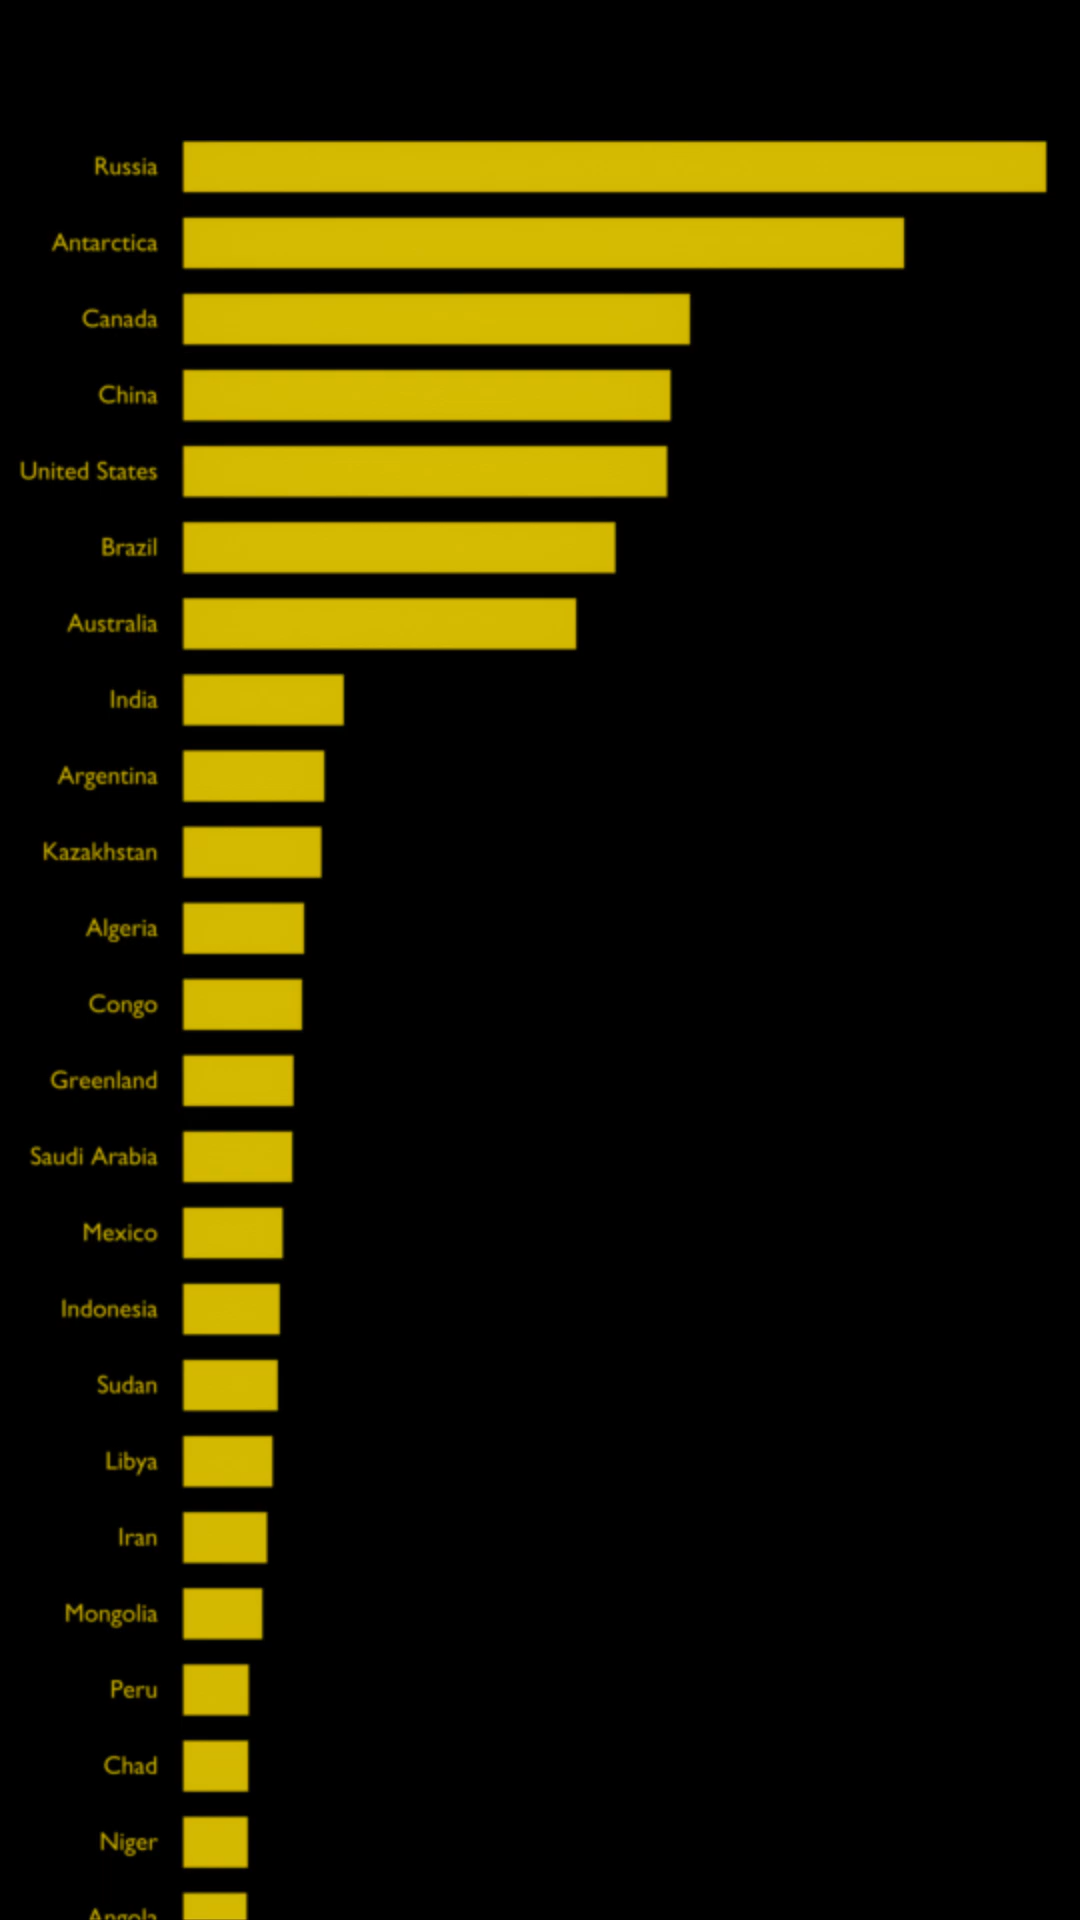 Russia
Antarctica
Canada
China
United States
Brazil
Australia
India
Argentina
Kazakhstan
Algeria
Congo
Greenland
Saudi Arabia
Mexico
Indonesia
Sudan
Libya
Iran
Mongolia
Peru
Chad
Niger
Angola